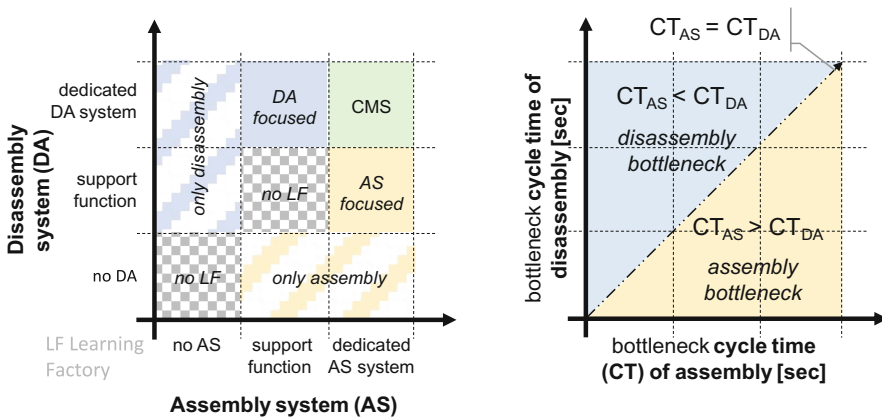 Disassembly
system (DA)
dedicated
DA system
support
function
no DA
only disassembly
DA
focused
CMS
no LF
AS
focused
no LF
only assembly
LF Learning
Factory
no AS
support
function
dedicated
AS system
Assembly system (AS)
CT_AS = CT_DA
bottleneck cycle time of
disassembly [sec]
CT_AS < CT_DA
disassembly
bottleneck
CT_AS > CT_DA
assembly
bottleneck
bottleneck cycle time
(CT) of assembly [sec]